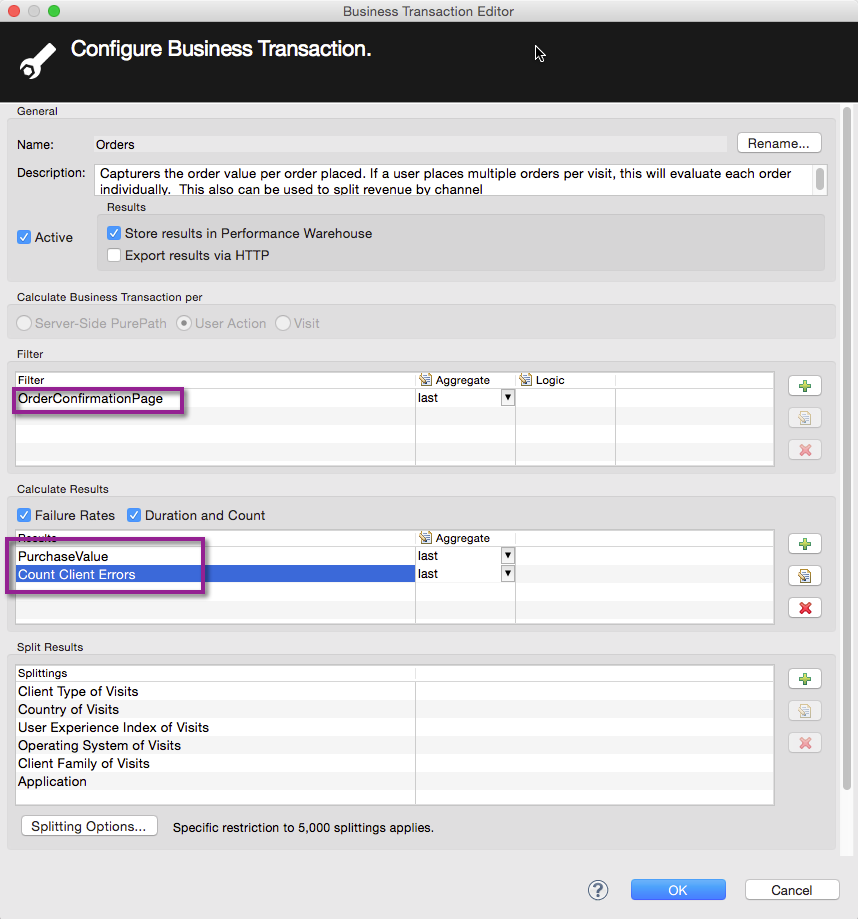 Business Transaction Editor
Configure Business Transaction.
General
Name: Orders Rename...
Description: Capturers the order value per order placed. If a user places multiple orders per visit, this will evaluate each order
individually. This also can be used to split revenue by channel
Results
Active
Store results in Performance Warehouse
Export results via HTTP
Calculate Business Transaction per
Server-Side PurePath User Action Visit
Filter
Filter Aggregate Logic
OrderConfirmationPage last
Calculate Results
Failure Rates Duration and Count
Results Aggregate
PurchaseValue last
Count Client Errors last
Split Results
Splittings
Client Type of Visits
Country of Visits
User Experience Index of Visits
Operating System of Visits
Client Family of Visits
Application
Splitting Options... Specific restriction to 5,000 splittings applies.
? OK Cancel